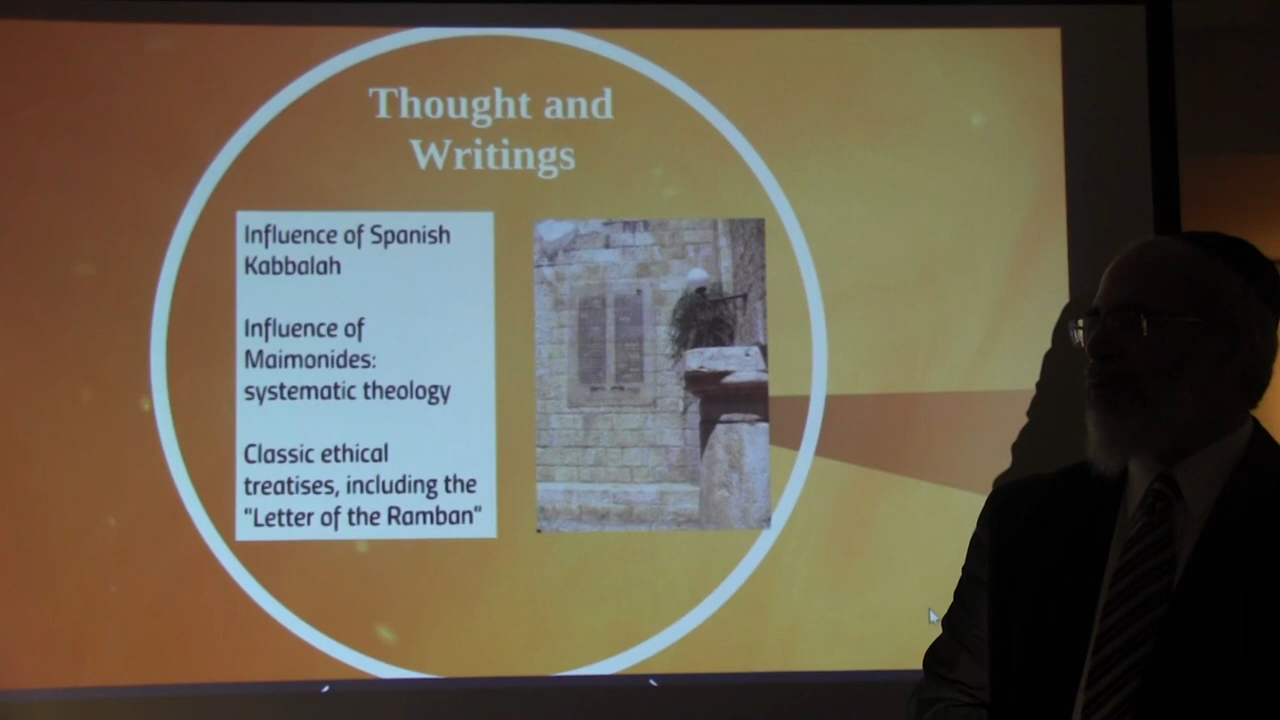 Thought and
Writings
Influence of Spanish
Kabbalah
Influence of
Maimonides:
systematic theology
Classic ethical
treatises, including the
"Letter of the Ramban"